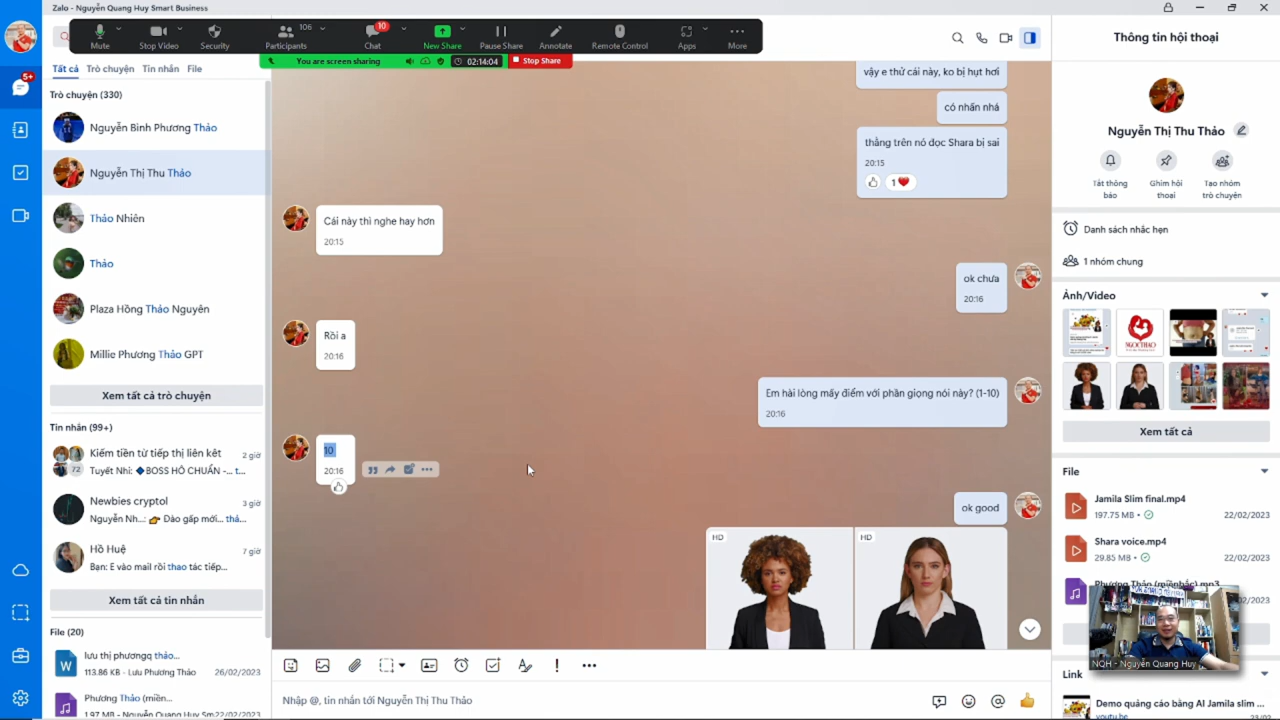 Zalo - Nguyễn Quang Huy Smart Business
Mute
Stop Video
Security
Participants
106
Chat
10
New Share
Pause Share
Annotate
Remote Control
Apps
More
You are screen sharing
02:14:04
Stop Share
5+
Tất cả
Trò chuyện
Tin nhắn
File
Trò chuyện (330)
Nguyễn Bình Phương Thảo
Nguyễn Thị Thu Thảo
Thảo Nhiên
Thảo
Plaza Hồng Thảo Nguyên
Millie Phương Thảo GPT
Xem tất cả trò chuyện
Tin nhắn (99+)
Kiếm tiền từ tiếp thị liên kết
2 giờ
72
Tuyết Nhi: 🔷BOSS HỒ CHUẨN -... t...
Newbies cryptol
3 giờ
Nguyễn Nh...: 👉 Đào gấp mới... thả...
Hồ Huệ
7 giờ
Bạn: E vào mail rồi thao tác tiếp...
Xem tất cả tin nhắn
File (20)
lưu thị phươngq thảo...
113.86 KB - Lưu Phương Thảo
26/02/2023
Phương Thảo (miền...
1.97 MB - Nguyễn Quang Huy Sm...
22/02/2023
vậy e thử cái này, ko bị hụt hơi
có nhấn nhá
thằng trên nó đọc Shara bị sai
20:15
1
Cái này thì nghe hay hơn
20:15
ok chưa
20:16
Rồi a
20:16
Em hài lòng mấy điểm với phần giọng nói này? (1-10)
20:16
10
20:16
ok good
HD
HD
Nhập @, tin nhắn tới Nguyễn Thị Thu Thảo
Thông tin hội thoại
Nguyễn Thị Thu Thảo
Tắt thông báo
Ghim hội thoại
Tạo nhóm trò chuyện
Danh sách nhắc hẹn
1 nhóm chung
Ảnh/Video
NGOCTHAO
Xem tất cả
File
Jamila Slim final.mp4
197.75 MB
22/02/2023
Shara voice.mp4
29.85 MB
22/02/2023
Phương Thảo (miền bắc).mp3
NQH - Nguyễn Quang Huy
Link
Demo quảng cáo bằng AI Jamila slim ...